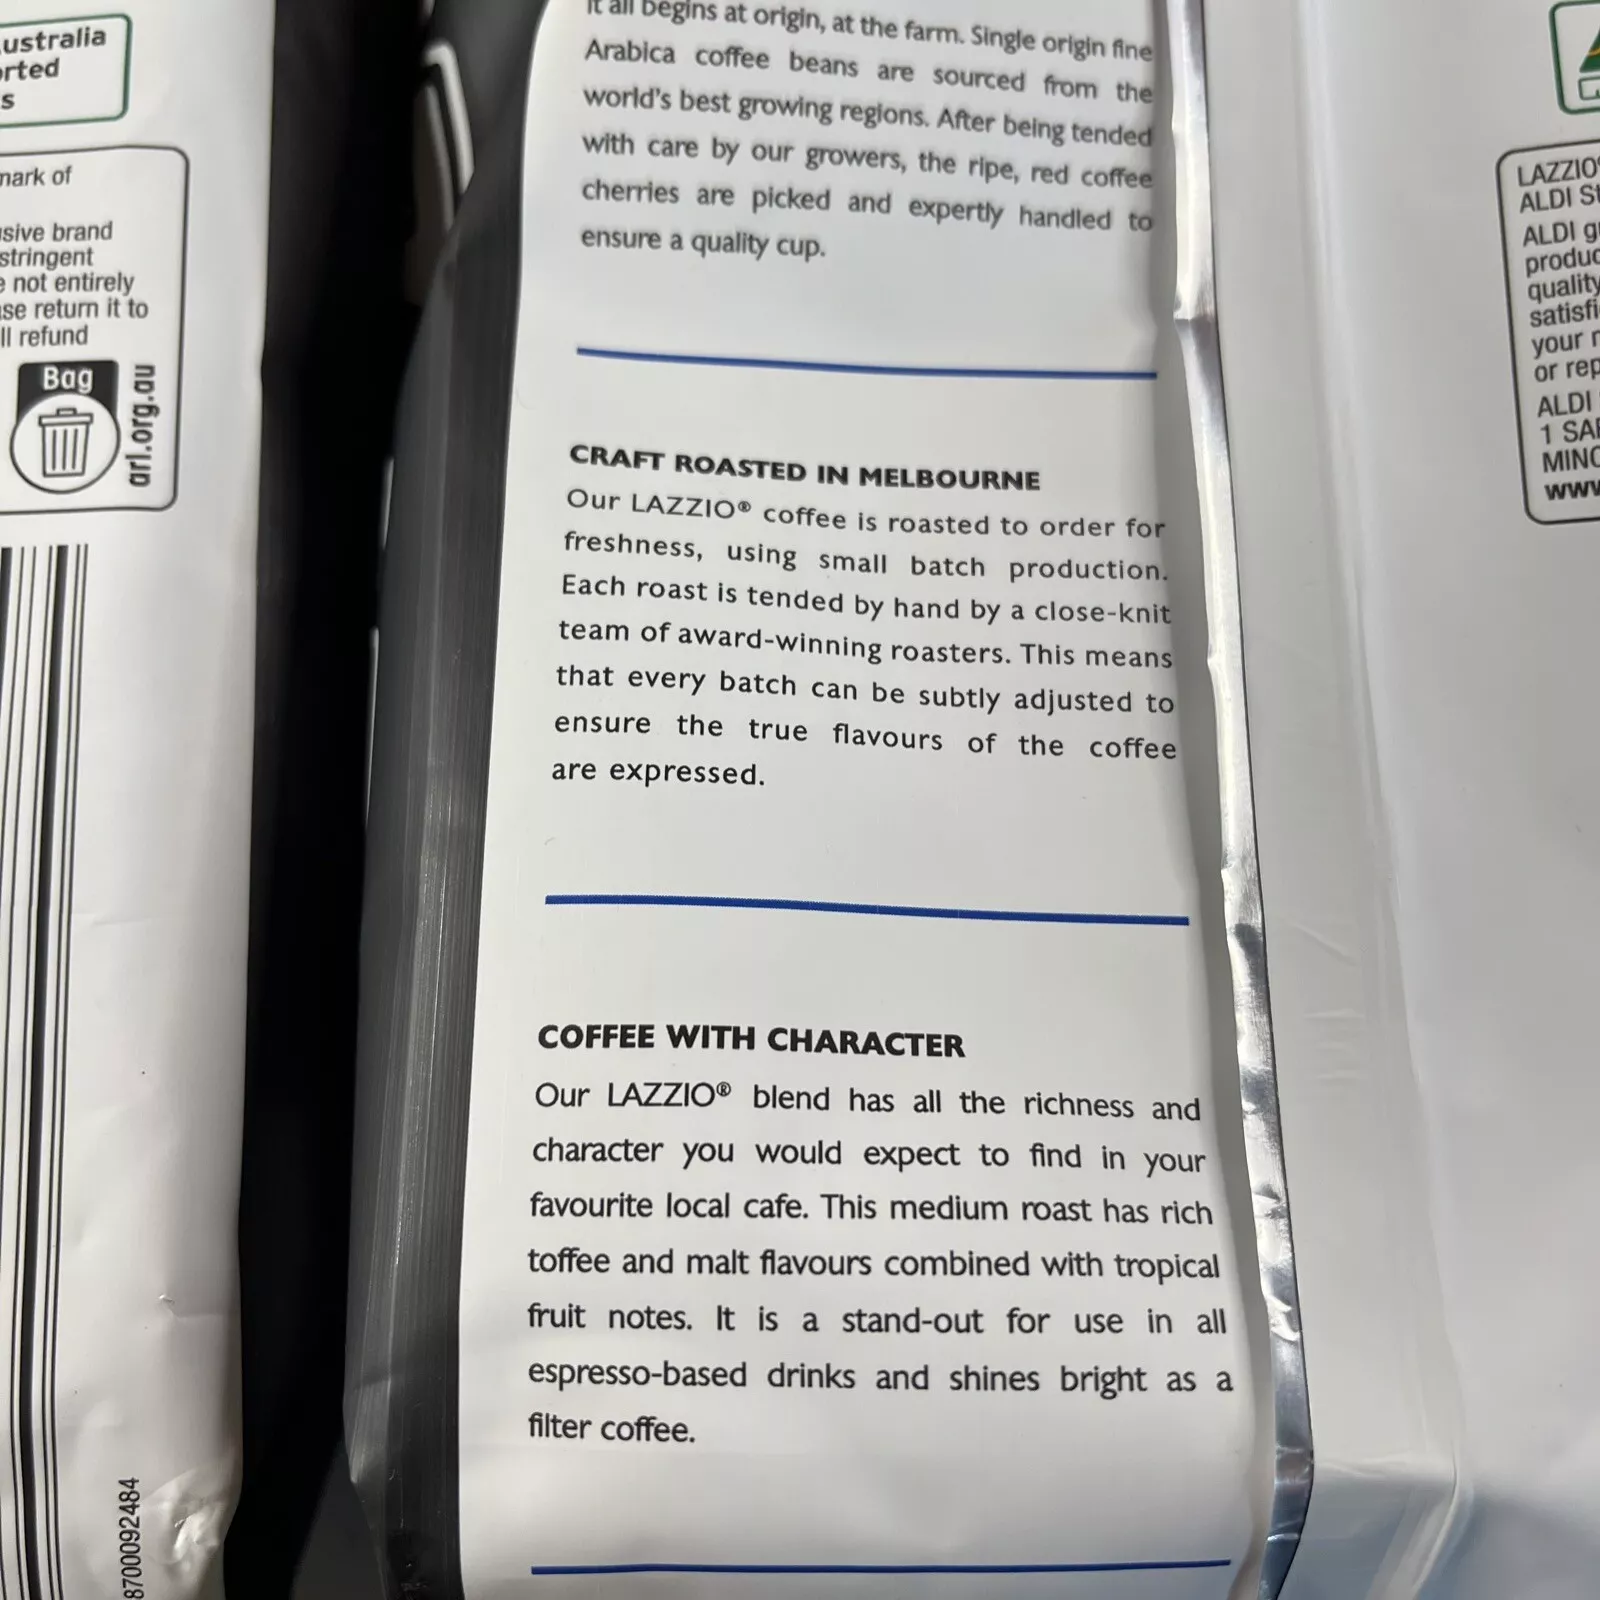 ustralia
rted
s
mark of
sive brand
stringent
e not entirely
se return it to
ll refund
Bag
arl.org.au
8700092484
It all begins at origin, at the farm. Single origin fine
Arabica coffee beans are sourced from the
world's best growing regions. After being tended
with care by our growers, the ripe, red coffee
cherries are picked and expertly handled to
ensure a quality cup.
CRAFT ROASTED IN MELBOURNE
Our LAZZIO® coffee is roasted to order for
freshness, using small batch production.
Each roast is tended by hand by a close-knit
team of award-winning roasters. This means
that every batch can be subtly adjusted to
ensure the true flavours of the coffee
are expressed.
COFFEE WITH CHARACTER
Our LAZZIO® blend has all the richness and
character you would expect to find in your
favourite local cafe. This medium roast has rich
toffee and malt flavours combined with tropical
fruit notes. It is a stand-out for use in all
espresso-based drinks and shines bright as a
filter coffee.
LAZZIO®
ALDI St
ALDI g
produc
quality
satisfi
your r
or rep
ALDI
1 SA
MINC
www